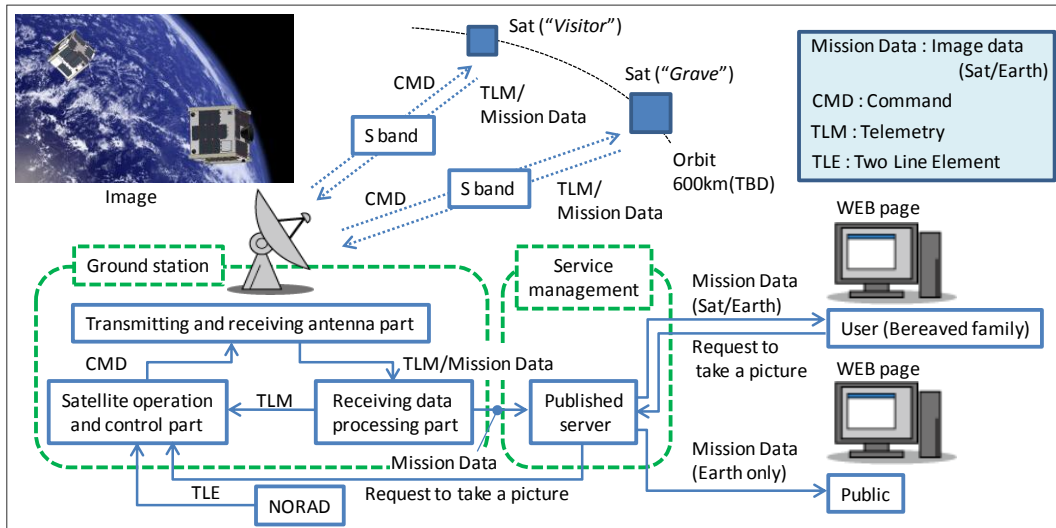 Sat ("Visitor")
Mission Data : Image data
(Sat/Earth)
CMD : Command
TLM : Telemetry
TLE : Two Line Element
Sat ("Grave")
CMD
TLM/
Mission Data
S band
Orbit
600km(TBD)
Image
CMD
S band
TLM/
Mission Data
WEB page
Ground station
Service
management
Mission Data
(Sat/Earth)
Transmitting and receiving antenna part
User (Bereaved family)
CMD
TLM/Mission Data
Request to
take a picture
WEB page
Satellite operation
and control part
TLM
Receiving data
processing part
Published
server
Mission Data
Mission Data
(Earth only)
TLE
Request to take a picture
NORAD
Public